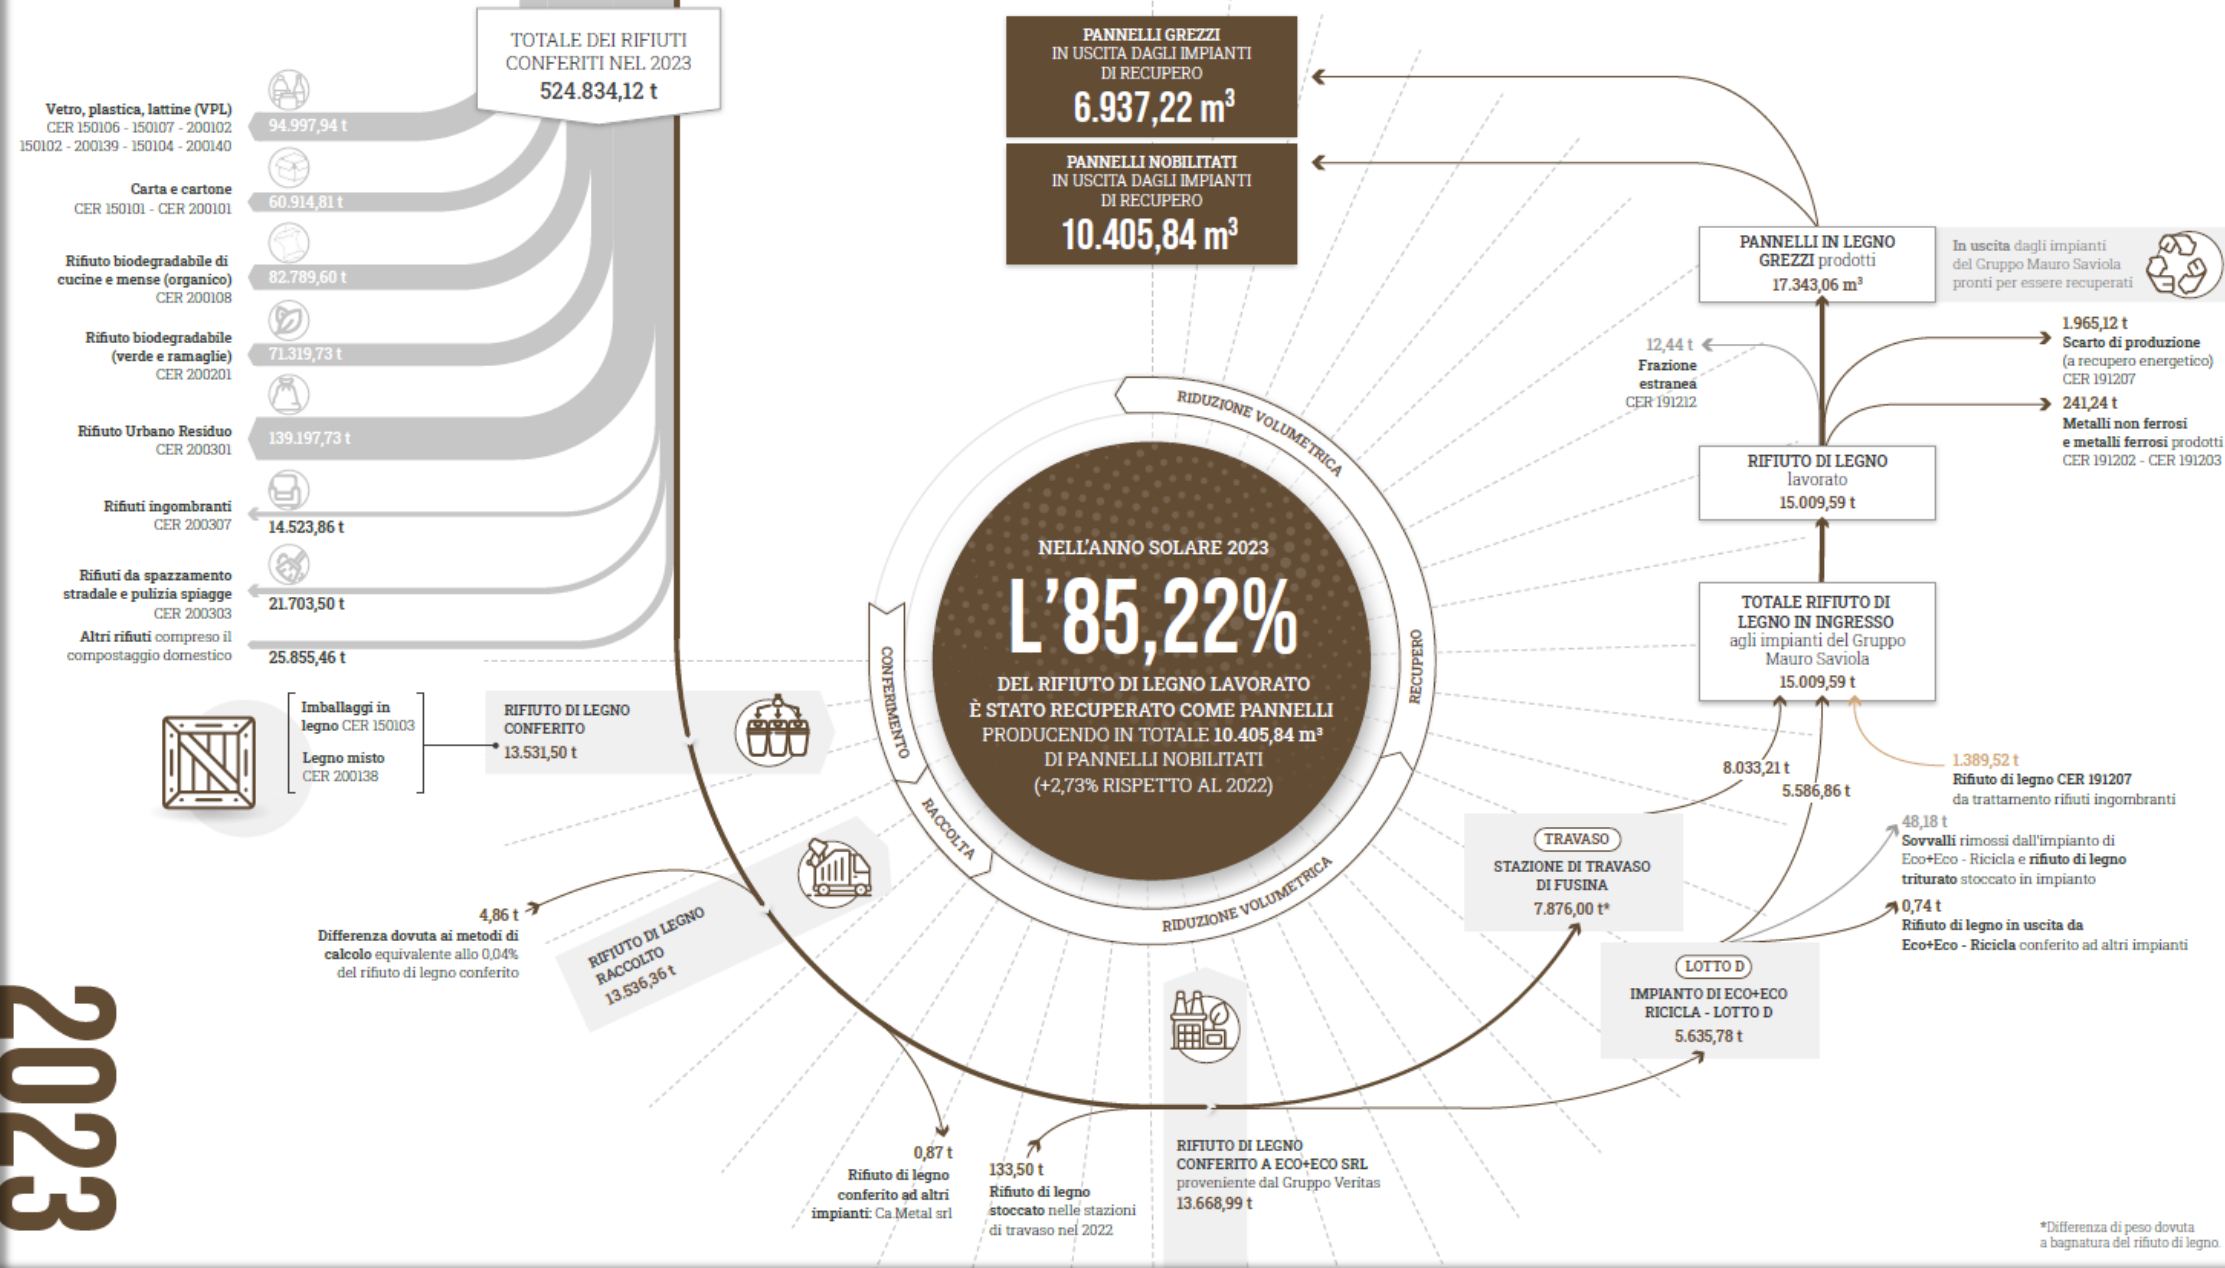 TOTALE DEI RIFIUTI
CONFERITI NEL 2023
524.834,12 t
Vetro, plastica, lattine (VPL)
CER 150106 - 150107 - 200102
150102 - 200139 - 150104 - 200140
94.997,94 t
Carta e cartone
CER 150101 - CER 200101
60.914,81 t
Rifiuto biodegradabile di
cucine e mense (organico)
CER 200108
82.789,60 t
Rifiuto biodegradabile
(verde e ramaglie)
CER 200201
71.319,73 t
Rifiuto Urbano Residuo
CER 200301
139.197,73 t
Rifiuti ingombranti
CER 200307
14.523,86 t
Rifiuti da spazzamento
stradale e pulizia spiagge
CER 200303
21.703,50 t
Altri rifiuti compreso il
compostaggio domestico
25.855,46 t
Imballaggi in
legno CER 150103
Legno misto
CER 200138
RIFIUTO DI LEGNO
CONFERITO
13.531,50 t
4,86 t
Differenza dovuta ai metodi di
calcolo equivalente allo 0,04%
del rifiuto di legno conferito
RIFIUTO DI LEGNO
RACCOLTO
13.536,36 t
0,87 t
Rifiuto di legno
conferito ad altri
impianti: Ca.Metal srl
133,50 t
Rifiuto di legno
stoccato nelle stazioni
di travaso nel 2022
RIFIUTO DI LEGNO
CONFERITO A ECO+ECO SRL
proveniente dal Gruppo Veritas
13.668,99 t
CONFERIMENTO
RACCOLTA
RIDUZIONE VOLUMETRICA
RECUPERO
RIDUZIONE VOLUMETRICA
NELL'ANNO SOLARE 2023
L'85,22%
DEL RIFIUTO DI LEGNO LAVORATO
È STATO RECUPERATO COME PANNELLI
PRODUCENDO IN TOTALE 10.405,84 m³
DI PANNELLI NOBILITATI
(+2,73% RISPETTO AL 2022)
TRAVASO
STAZIONE DI TRAVASO
DI FUSINA
7.876,00 t*
LOTTO D
IMPIANTO DI ECO+ECO
RICICLA - LOTTO D
5.635,78 t
8.033,21 t
5.586,86 t
1.389,52 t
Rifiuto di legno CER 191207
da trattamento rifiuti ingombranti
48,18 t
Sovvalli rimossi dall'impianto di
Eco+Eco - Ricicla e rifiuto di legno
triturato stoccato in impianto
0,74 t
Rifiuto di legno in uscita da
Eco+Eco - Ricicla conferito ad altri impianti
TOTALE RIFIUTO DI
LEGNO IN INGRESSO
agli impianti del Gruppo
Mauro Saviola
15.009,59 t
RIFIUTO DI LEGNO
lavorato
15.009,59 t
12,44 t
Frazione
estranea
CER 191212
1.965,12 t
Scarto di produzione
(a recupero energetico)
CER 191207
241,24 t
Metalli non ferrosi
e metalli ferrosi prodotti
CER 191202 - CER 191203
PANNELLI IN LEGNO
GREZZI prodotti
17.343,06 m³
In uscita dagli impianti
del Gruppo Mauro Saviola
pronti per essere recuperati
PANNELLI GREZZI
IN USCITA DAGLI IMPIANTI
DI RECUPERO
6.937,22 m³
PANNELLI NOBILITATI
IN USCITA DAGLI IMPIANTI
DI RECUPERO
10.405,84 m³
2023
*Differenza di peso dovuta
a bagnatura del rifiuto di legno.